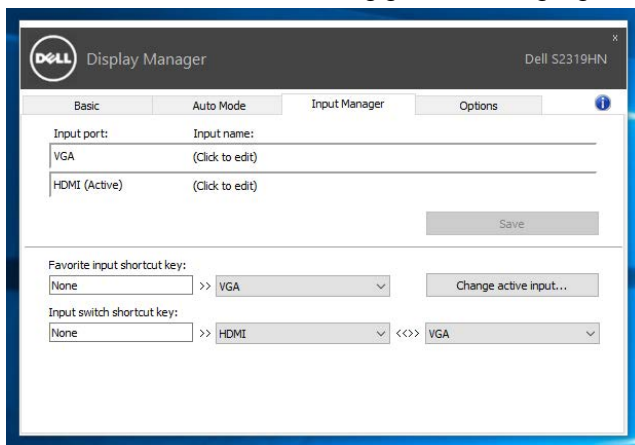 DELL Display Manager
x
Dell S2319HN
Basic Auto Mode Input Manager Options
Input port: Input name:
VGA (Click to edit)
HDMI (Active) (Click to edit)
Save
Favorite input shortcut key:
None >> VGA Change active input...
Input switch shortcut key:
None >> HDMI <<>> VGA